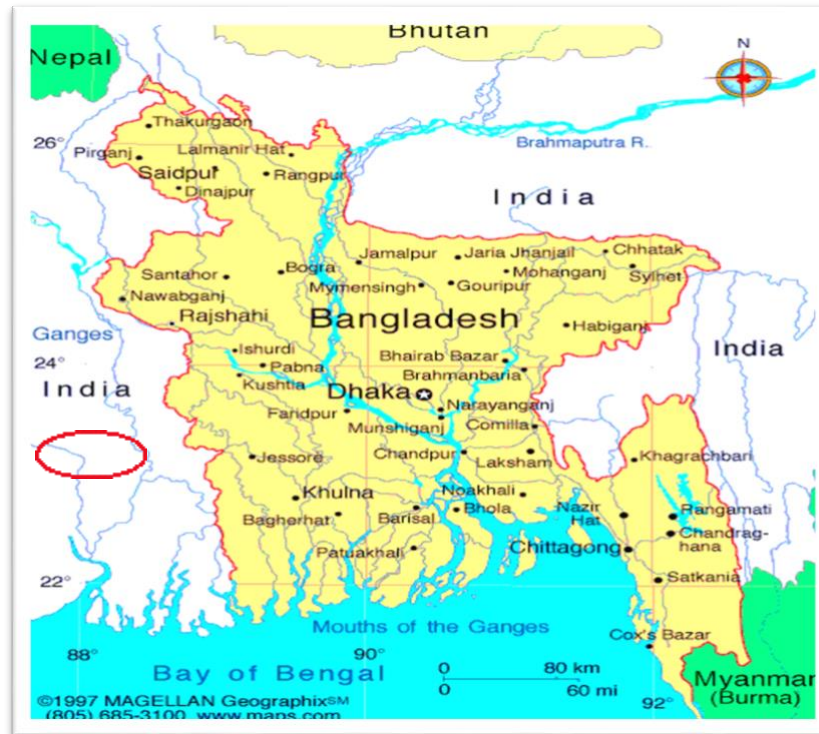 Bhutan
Nepal
N
Thakurgaon
26°
Lalmanir Hat
Brahmaputra R.
Pirganj
Saidpur
Rangpur
Dinajpur
India
Jamalpur
Jaria Jhanjail
Chhatak
Santahor
Bogra
Mohanganj
Sylhet
Mymensingh
Gouripur
Nawabganj
Rajshahi
Bangladesh
Habiganj
Ganges
Ishurdi
Bhairab Bazar
India
24°
Pabna
Brahmanbaria
India
Kushtia
Dhaka
Faridpur
Narayanganj
Munshiganj
Comilla
Jessore
Chandpur
Laksham
Khagrachbari
Khulna
Noakhali
Nazir
Hat
Rangamati
Bagherhat
Barisal
Bhola
Chandrag-
hana
Patuakhali
Chittagong
22°
Satkania
Mouths of the Ganges
Cox's Bazar
88°
90°
Bay of Bengal
0 80 km
0 60 mi
92°
Myanmar
(Burma)
©1997 MAGELLAN Geographix℠
(805) 685-3100 www.maps.com